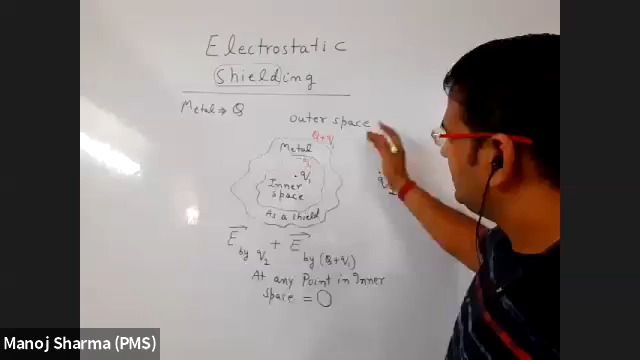 Electrostatic
Shielding
Metal ⇒ Q
outer space
Q+q1
Metal
-q1
.q1
Inner
space
As a shield
E by q2 + E by (Q+q1)
At any Point in Inner
space = 0
q2
Manoj Sharma (PMS)